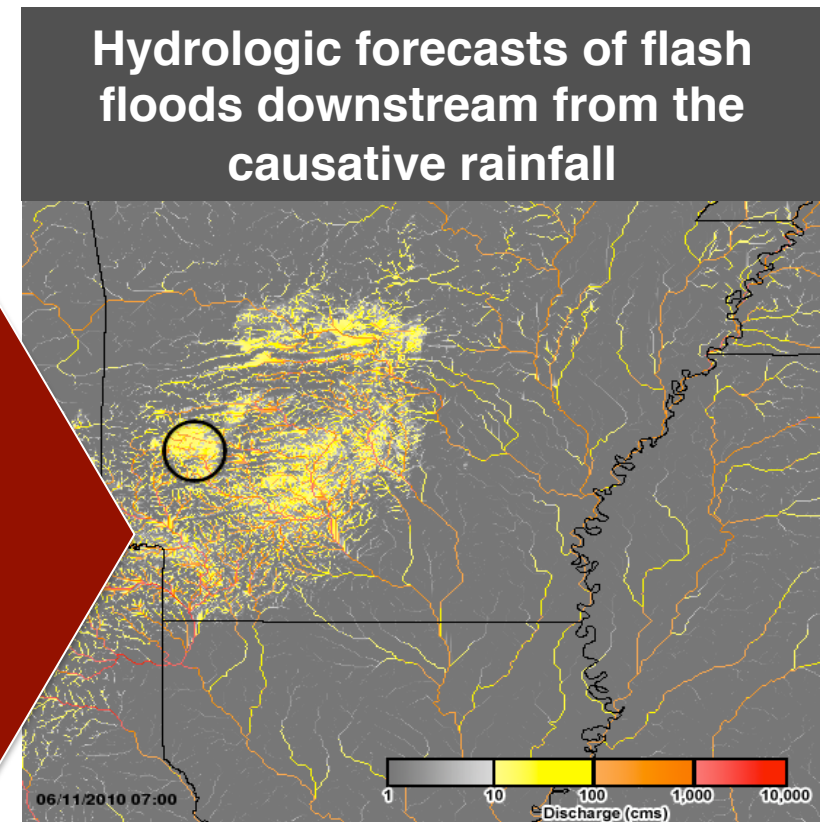 Hydrologic forecasts of flash
floods downstream from the
causative rainfall
06/11/2010 07:00
1 10 100 1,000 10,000
Discharge (cms)